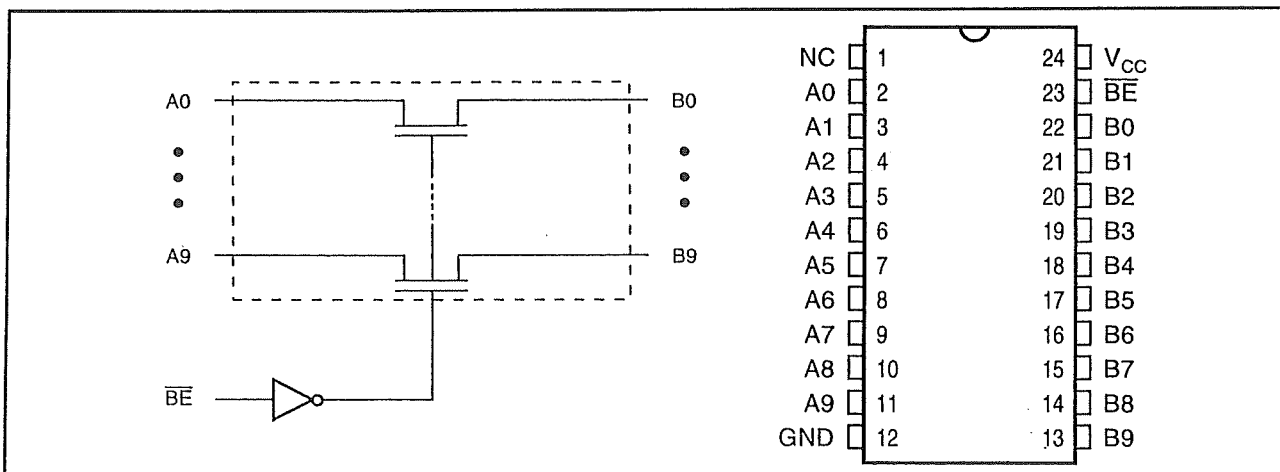 A0
B0
A9
B9
B̅E̅
NC 1 24 VCC
A0 2 23 B̅E̅
A1 3 22 B0
A2 4 21 B1
A3 5 20 B2
A4 6 19 B3
A5 7 18 B4
A6 8 17 B5
A7 9 16 B6
A8 10 15 B7
A9 11 14 B8
GND 12 13 B9